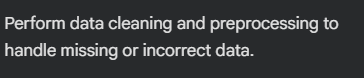 Perform data cleaning and preprocessing to
handle missing or incorrect data.